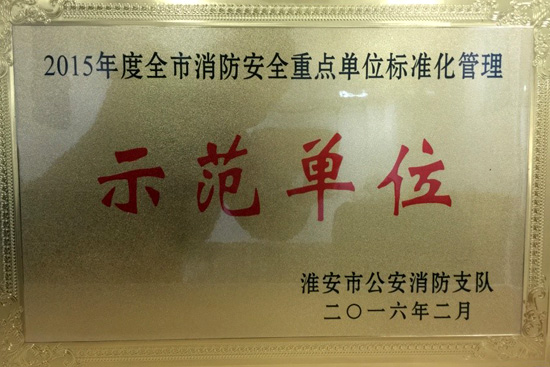 2015年度全市消防安全重点单位标准化管理
示范单位
淮安市公安消防支队
二〇一六年二月